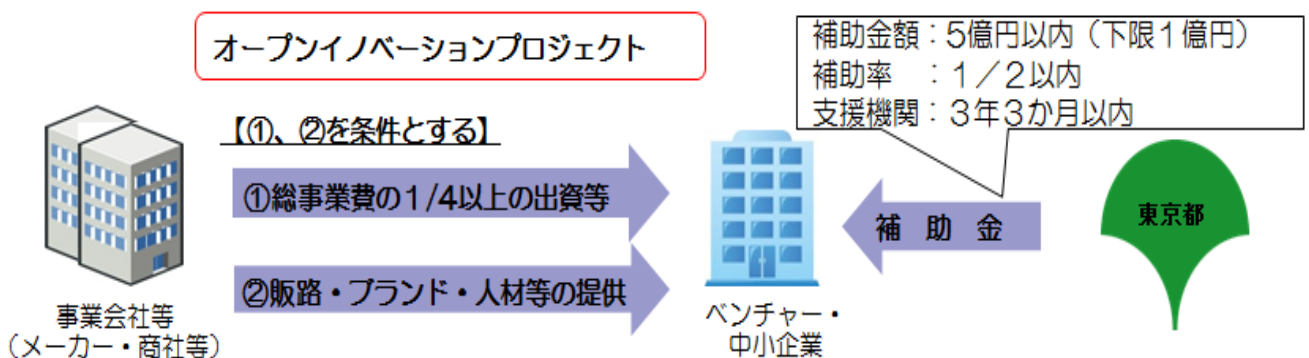 オープンイノベーションプロジェクト
補助金額：5億円以内（下限１億円）
補助率　：１／２以内
支援機関：３年３か月以内
【①、②を条件とする】
①総事業費の１/4以上の出資等
②販路・ブランド・人材等の提供
事業会社等
（メーカー・商社等）
ベンチャー・
中小企業
補　助　金
東京都